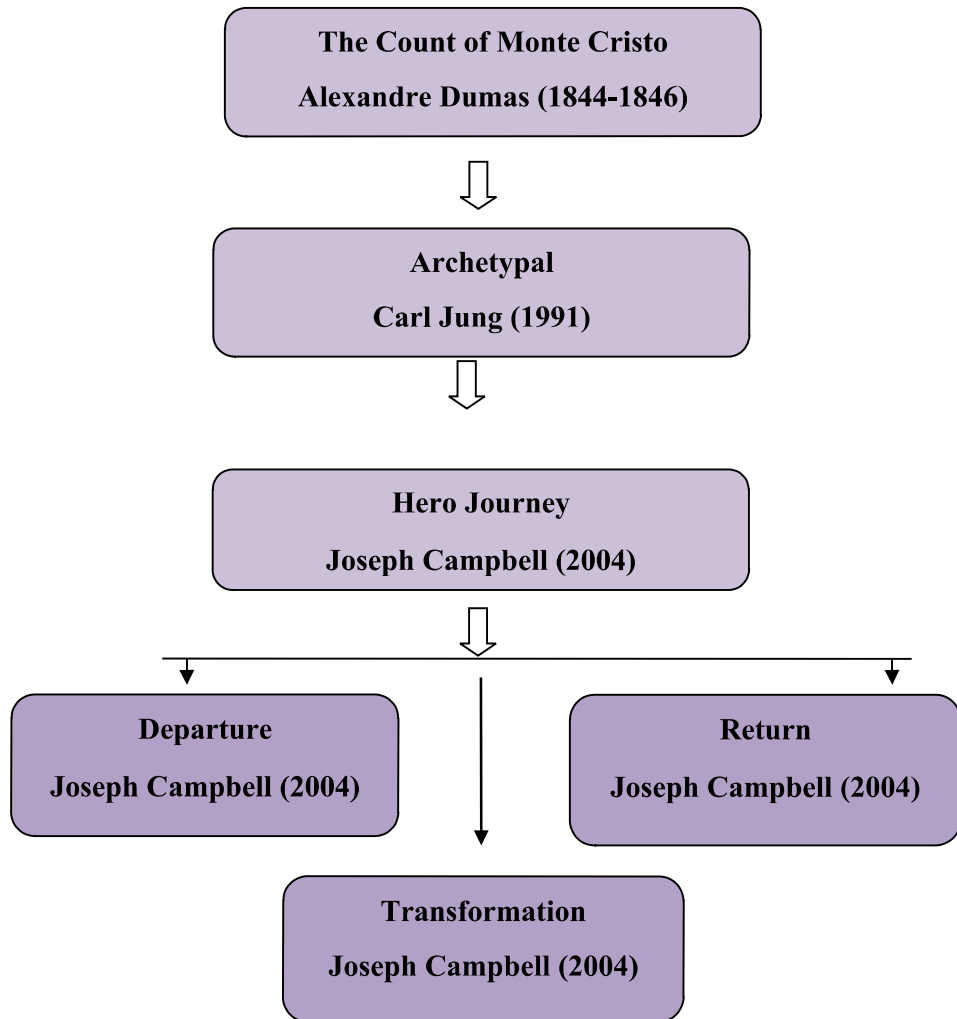 The Count of Monte Cristo
Alexandre Dumas (1844-1846)
Archetypal
Carl Jung (1991)
Hero Journey
Joseph Campbell (2004)
Departure
Joseph Campbell (2004)
Return
Joseph Campbell (2004)
Transformation
Joseph Campbell (2004)